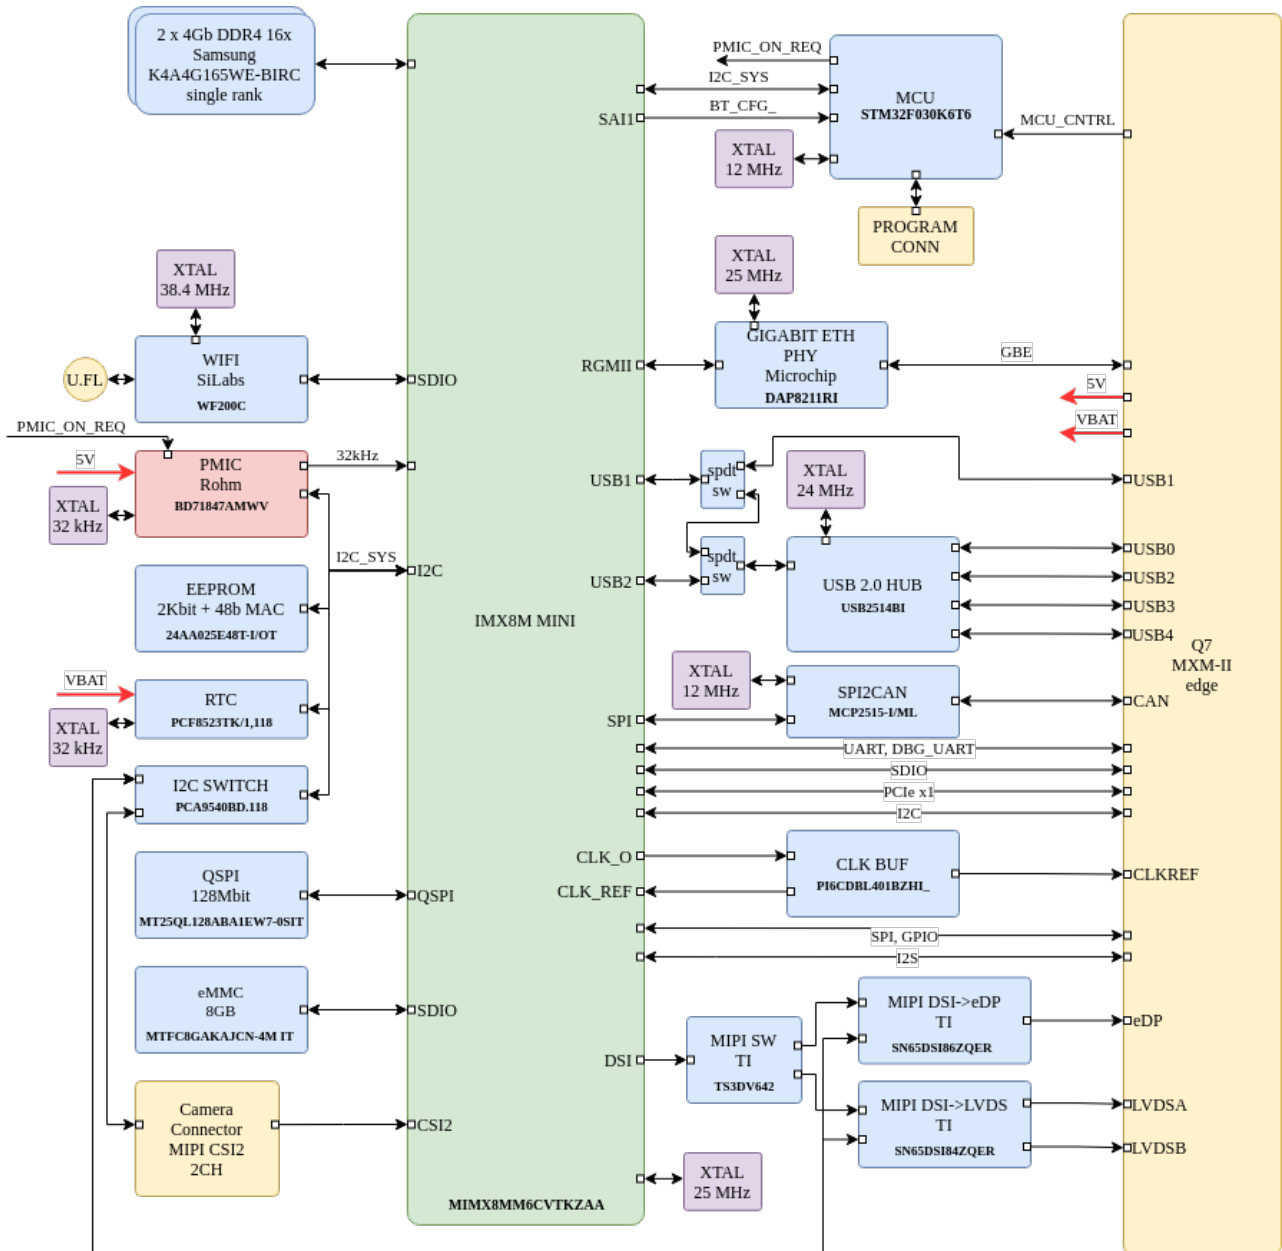 2 x 4Gb DDR4 16x
Samsung
K4A4G165WE-BIRC
single rank
PMIC_ON_REQ
I2C_SYS
BT_CFG_
SAI1
MCU
STM32F030K6T6
MCU_CNTRL
XTAL
12 MHz
PROGRAM
CONN
XTAL
38.4 MHz
XTAL
25 MHz
WIFI
SiLabs
WF200C
U.FL
SDIO
RGMII
GIGABIT ETH
PHY
Microchip
DAP8211RI
GBE
5V
VBAT
PMIC_ON_REQ
5V
PMIC
Rohm
BD71847AMWV
XTAL
32 kHz
32kHz
USB1
spdt
sw
XTAL
24 MHz
USB1
I2C_SYS
I2C
EEPROM
2Kbit + 48b MAC
24AA025E48T-I/OT
USB2
spdt
sw
USB 2.0 HUB
USB2514BI
USB0
USB2
USB3
USB4
IMX8M MINI
Q7
MXM-II
edge
VBAT
RTC
PCF8523TK/1,118
XTAL
32 kHz
XTAL
12 MHz
SPI2CAN
MCP2515-I/ML
CAN
SPI
UART, DBG_UART
SDIO
PCIe x1
I2C
I2C SWITCH
PCA9540BD.118
QSPI
128Mbit
MT25QL128ABA1EW7-0SIT
QSPI
CLK_O
CLK_REF
CLK BUF
PI6CDBL401BZHI_
CLKREF
SPI, GPIO
I2S
eMMC
8GB
MTFC8GAKAJCN-4M IT
SDIO
DSI
MIPI SW
TI
TS3DV642
MIPI DSI->eDP
TI
SN65DSI86ZQER
eDP
MIPI DSI->LVDS
TI
SN65DSI84ZQER
LVDSA
LVDSB
Camera
Connector
MIPI CSI2
2CH
CSI2
XTAL
25 MHz
MIMX8MM6CVTKZAA